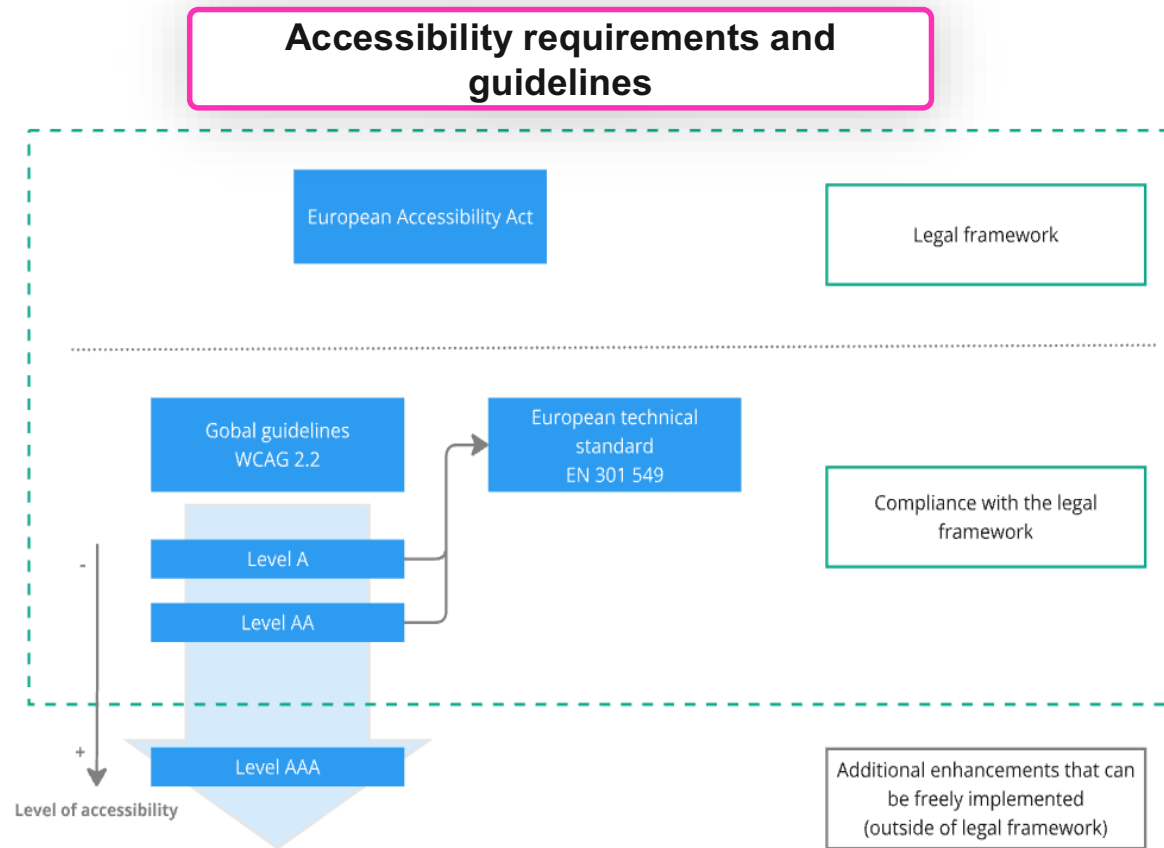 Accessibility requirements and
guidelines
European Accessibility Act
Legal framework
Gobal guidelines
WCAG 2.2
European technical
standard
EN 301 549
Compliance with the legal
framework
-
Level A
Level AA
+
Level AAA
Level of accessibility
Additional enhancements that can
be freely implemented
(outside of legal framework)